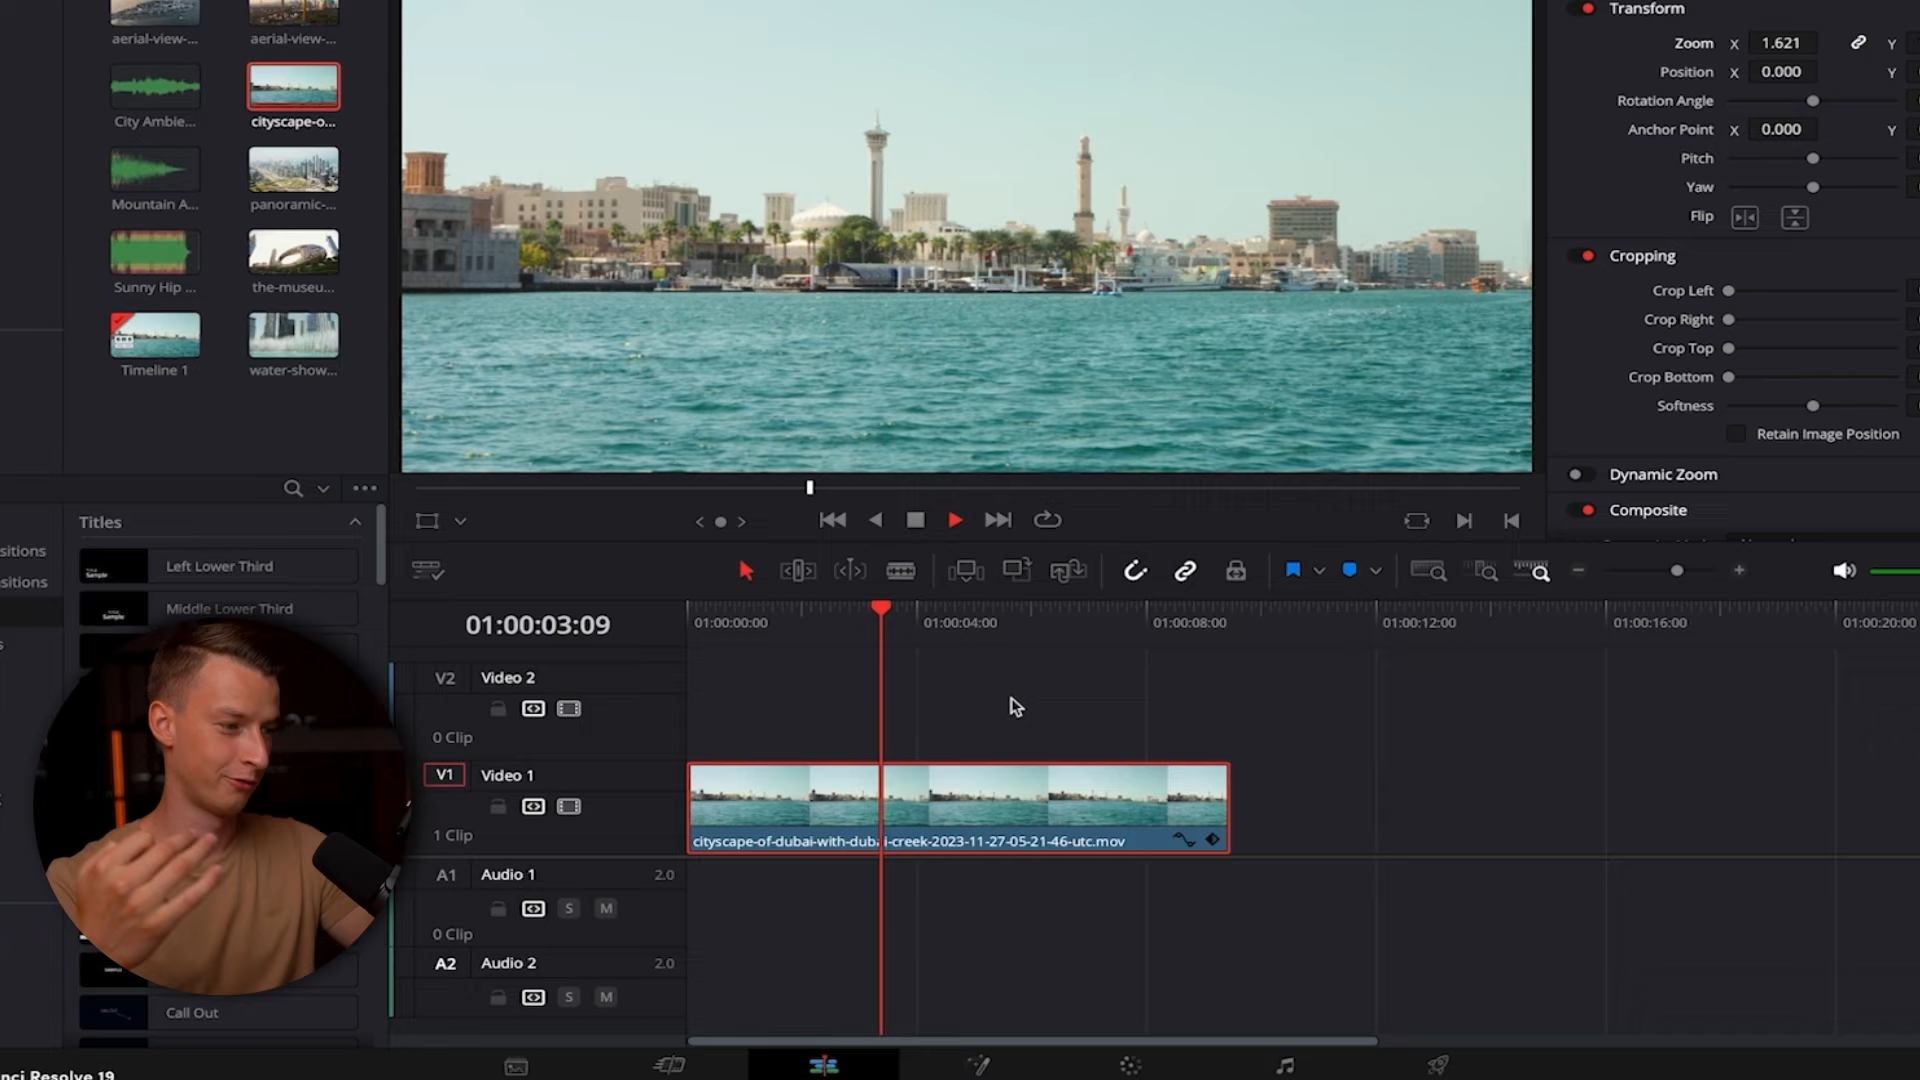 aerial-view-...
aerial-view-...
City Ambie...
cityscape-o...
Mountain A...
panoramic-...
Sunny Hip ...
the-museu...
Timeline 1
water-show...
Transform
Zoom X 1.621 Y
Position X 0.000 Y
Rotation Angle
Anchor Point X 0.000 Y
Pitch
Yaw
Flip
Cropping
Crop Left
Crop Right
Crop Top
Crop Bottom
Softness
Retain Image Position
Dynamic Zoom
Composite
sitions
sitions
Titles
Left Lower Third
Middle Lower Third
Call Out
01:00:03:09
01:00:00:00
01:00:04:00
01:00:08:00
01:00:12:00
01:00:16:00
01:00:20:00
V2 Video 2
0 Clip
V1 Video 1
1 Clip
cityscape-of-dubai-with-dubai-creek-2023-11-27-05-21-46-utc.mov
A1 Audio 1 2.0
S M
0 Clip
A2 Audio 2 2.0
S M
nci Resolve 19